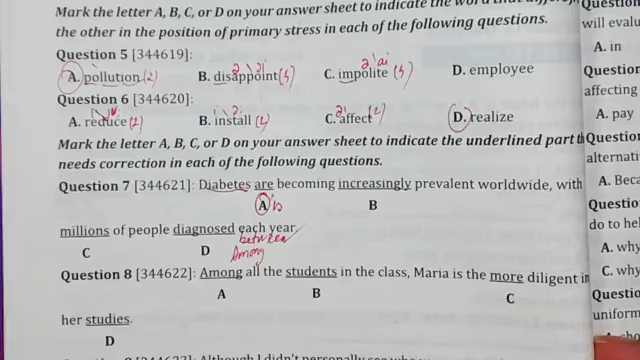 Mark the letter A, B, C, or D on your answer sheet to indicate the word that
the other in the position of primary stress in each of the following questions.
Question 5 [344619]:
A. pollution (2) B. disappoint (3) C. impolite (3) D. employee
Question 6 [344620]:
A. reduce (2) B. install (2) C. affect (2) D. realize
Mark the letter A, B, C, or D on your answer sheet to indicate the underlined part th
needs correction in each of the following questions.
Question 7 [344621]: Diabetes are becoming increasingly prevalent worldwide, with
A is B
millions of people diagnosed each year.
C D between
Among
Question 8 [344622]: Among all the students in the class, Maria is the more diligent in
A B C
her studies.
D
Question
will evalu
A. in
Question
affecting
A. pay
Question
alternati
A. Beca
Questio
do to hel
A. why
C. why
Questio
uniform